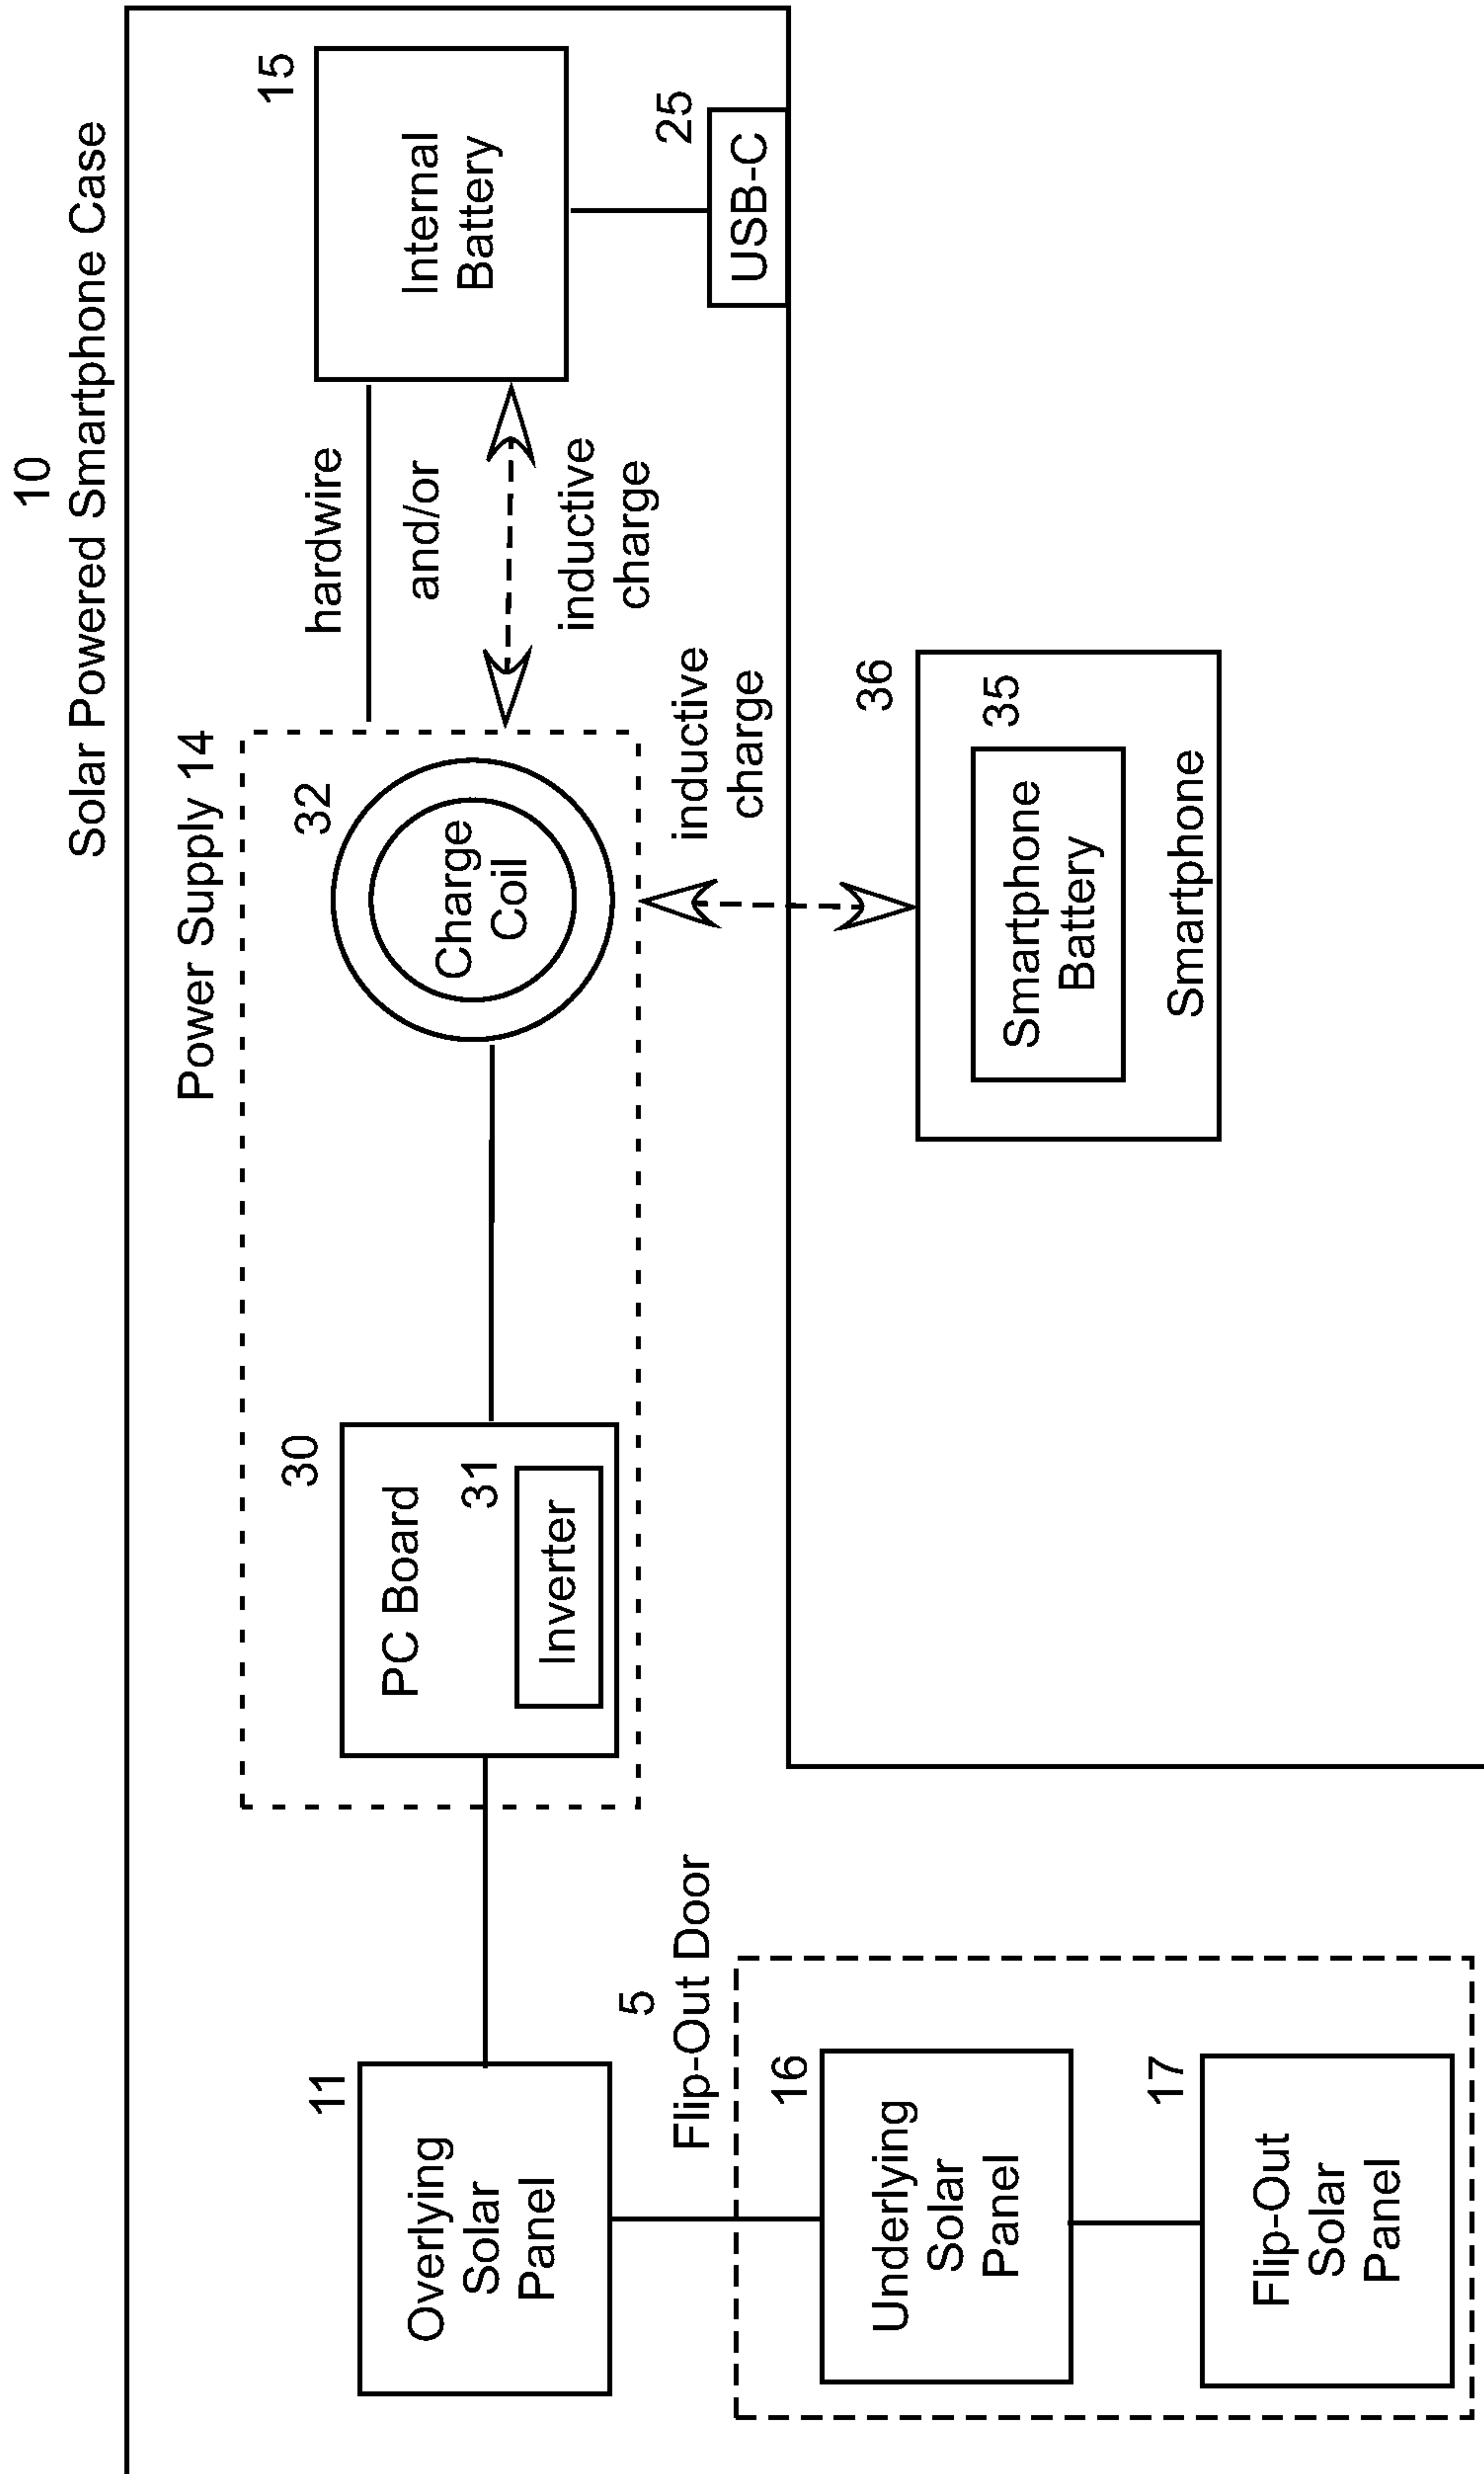 10
Solar Powered Smartphone Case
Power Supply 14
11
Overlying
Solar
Panel
30
PC Board
31
Inverter
32
Charge
Coil
hardwire
and/or
inductive
charge
15
Internal
Battery
25
USB-C
5
Flip-Out Door
16
Underlying
Solar
Panel
17
Flip-Out
Solar
Panel
inductive
charge
36
35
Smartphone
Battery
Smartphone